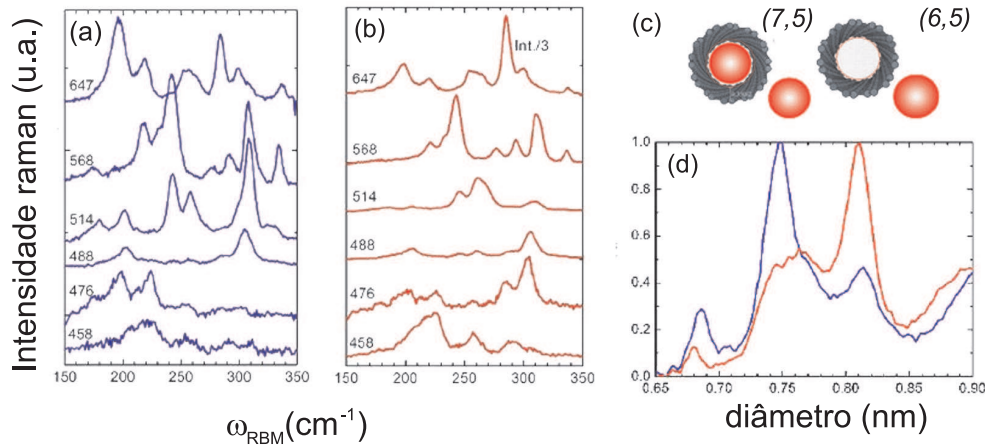 Intensidade raman (u.a.)
(a)
647
568
514
488
476
458
150 200 250 300 350
(b)
Int./3
647
568
514
488
476
458
150 200 250 300 350
ωRBM(cm-1)
(c)
(7,5)
(6,5)
(d)
1.0
0.8
0.6
0.4
0.2
0.0
0.65 0.70 0.75 0.80 0.85 0.90
diâmetro (nm)